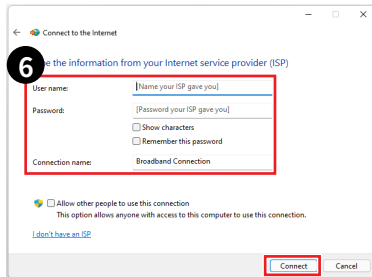 Connect to the Internet
6
e the information from your Internet service provider (ISP)
User name:
[Name your ISP gave you]
Password:
[Password your ISP gave you]
Show characters
Remember this password
Connection name:
Broadband Connection
Allow other people to use this connection
This option allows anyone with access to this computer to use this connection.
I don't have an ISP
Connect
Cancel